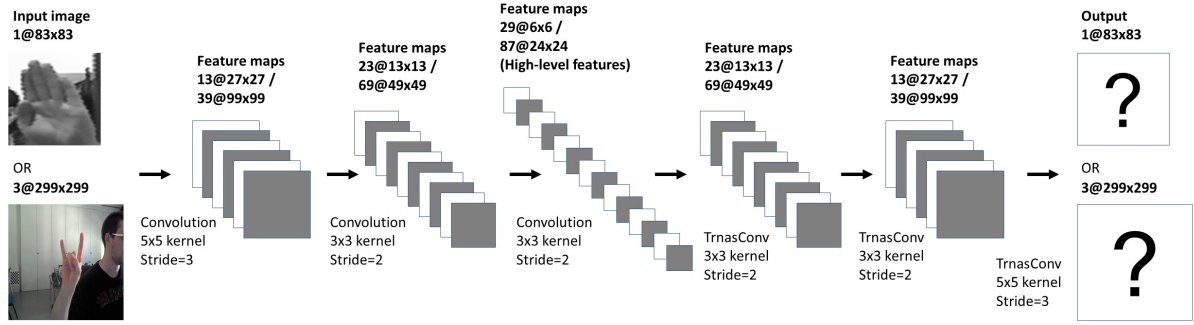 Input image
1@83x83
OR
3@299x299
Feature maps
13@27x27 /
39@99x99
Convolution
5x5 kernel
Stride=3
Feature maps
23@13x13 /
69@49x49
Convolution
3x3 kernel
Stride=2
Feature maps
29@6x6 /
87@24x24
(High-level features)
Convolution
3x3 kernel
Stride=2
Feature maps
23@13x13 /
69@49x49
TrnasConv
3x3 kernel
Stride=2
Feature maps
13@27x27 /
39@99x99
TrnasConv
3x3 kernel
Stride=2
TrnasConv
5x5 kernel
Stride=3
Output
1@83x83
?
OR
3@299x299
?